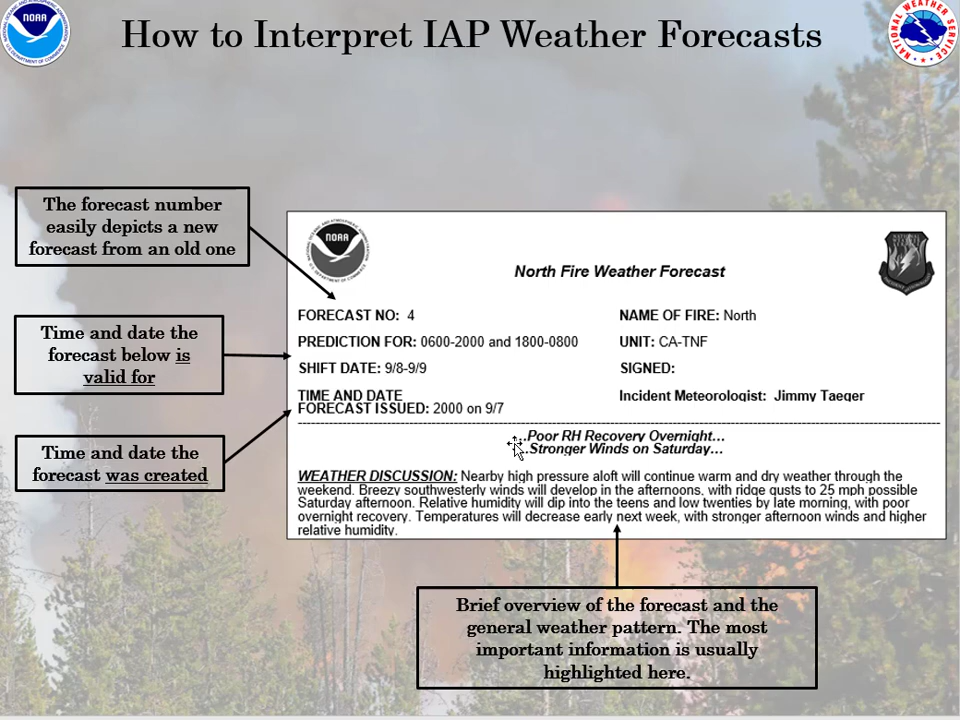 How to Interpret IAP Weather Forecasts
NOAA
NATIONAL WEATHER SERVICE
The forecast number
easily depicts a new
forecast from an old one
Time and date the
forecast below is
valid for
Time and date the
forecast was created
NOAA
North Fire Weather Forecast
FORECAST NO: 4
NAME OF FIRE: North
PREDICTION FOR: 0600-2000 and 1800-0800
UNIT: CA-TNF
SHIFT DATE: 9/8-9/9
SIGNED:
TIME AND DATE
FORECAST ISSUED: 2000 on 9/7
Incident Meteorologist: Jimmy Taeger
...Poor RH Recovery Overnight...
...Stronger Winds on Saturday...
WEATHER DISCUSSION: Nearby high pressure aloft will continue warm and dry weather through the
weekend. Breezy southwesterly winds will develop in the afternoons, with ridge gusts to 25 mph possible
Saturday afternoon. Relative humidity will dip into the teens and low twenties by late morning, with poor
overnight recovery. Temperatures will decrease early next week, with stronger afternoon winds and higher
relative humidity.
Brief overview of the forecast and the
general weather pattern. The most
important information is usually
highlighted here.